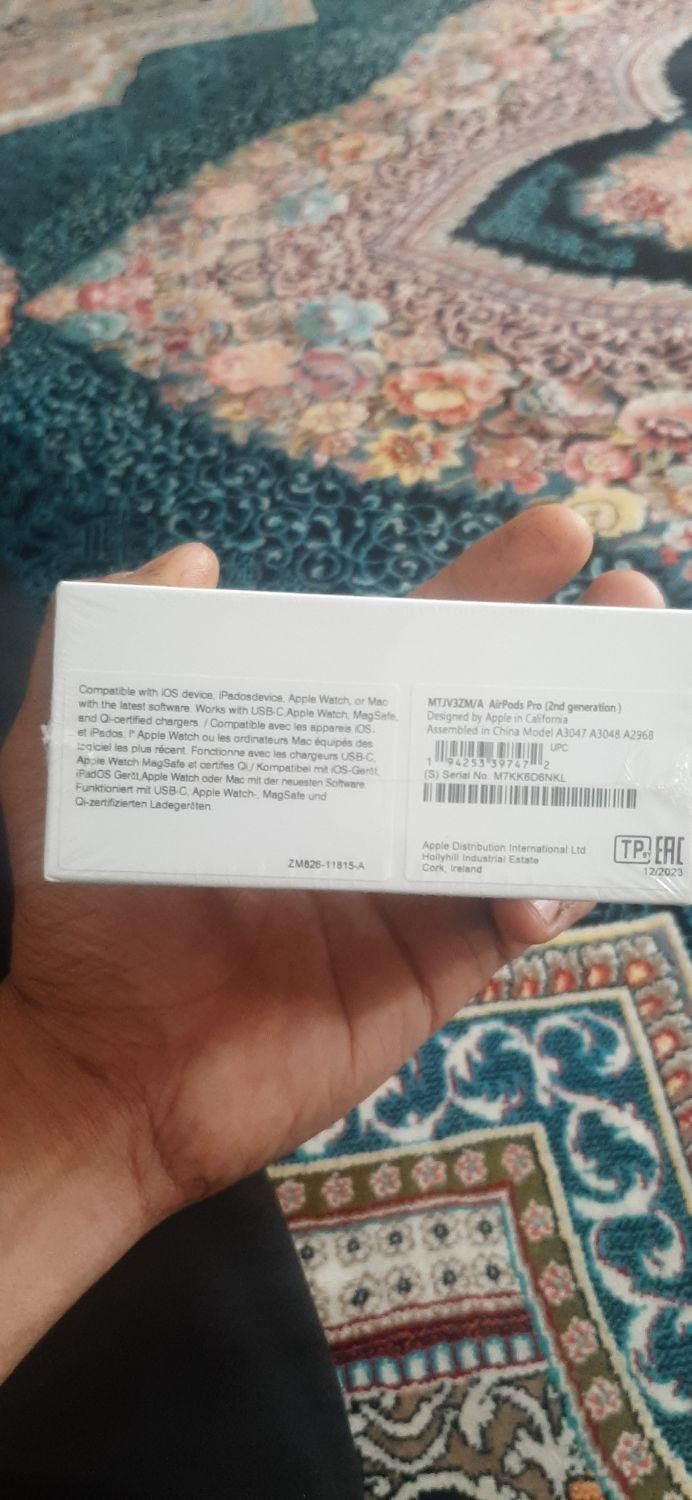 Compatible with iOS device, iPadosdevice, Apple Watch, or Mac
with the latest software. Works with USB-C,Apple Watch, MagSafe,
and Qi-certified chargers. / Compatible avec les appareis iOS.
et iPados, l" Apple Watch ou les ordinateurs Mac équipés des
logiciel les plus récent. Fonctionne avec les chargeurs USB-C,
Apple Watch MagSafe et certifes Qi./ Kompatibel mit iOS-Gerät,
iPadOS Gerät,Apple Watch oder Mac mit der neuesten Software.
Funktioniert mit USB-C, Apple Watch-, MagSafe und
Qi-zertifizierten Ladegeräten.
ZM826-11815-A
MTJV3ZM/A AirPods Pro (2nd generation)
Designed by Apple in California
Assembled in China Model A3047 A3048 A2968
UPC
1 94253 39747 2
(S) Serial No. M7KK6D6NKL
Apple Distribution International Ltd
Hollyhill Industrial Estate
Cork, Ireland
TP BY EAC
12/2023